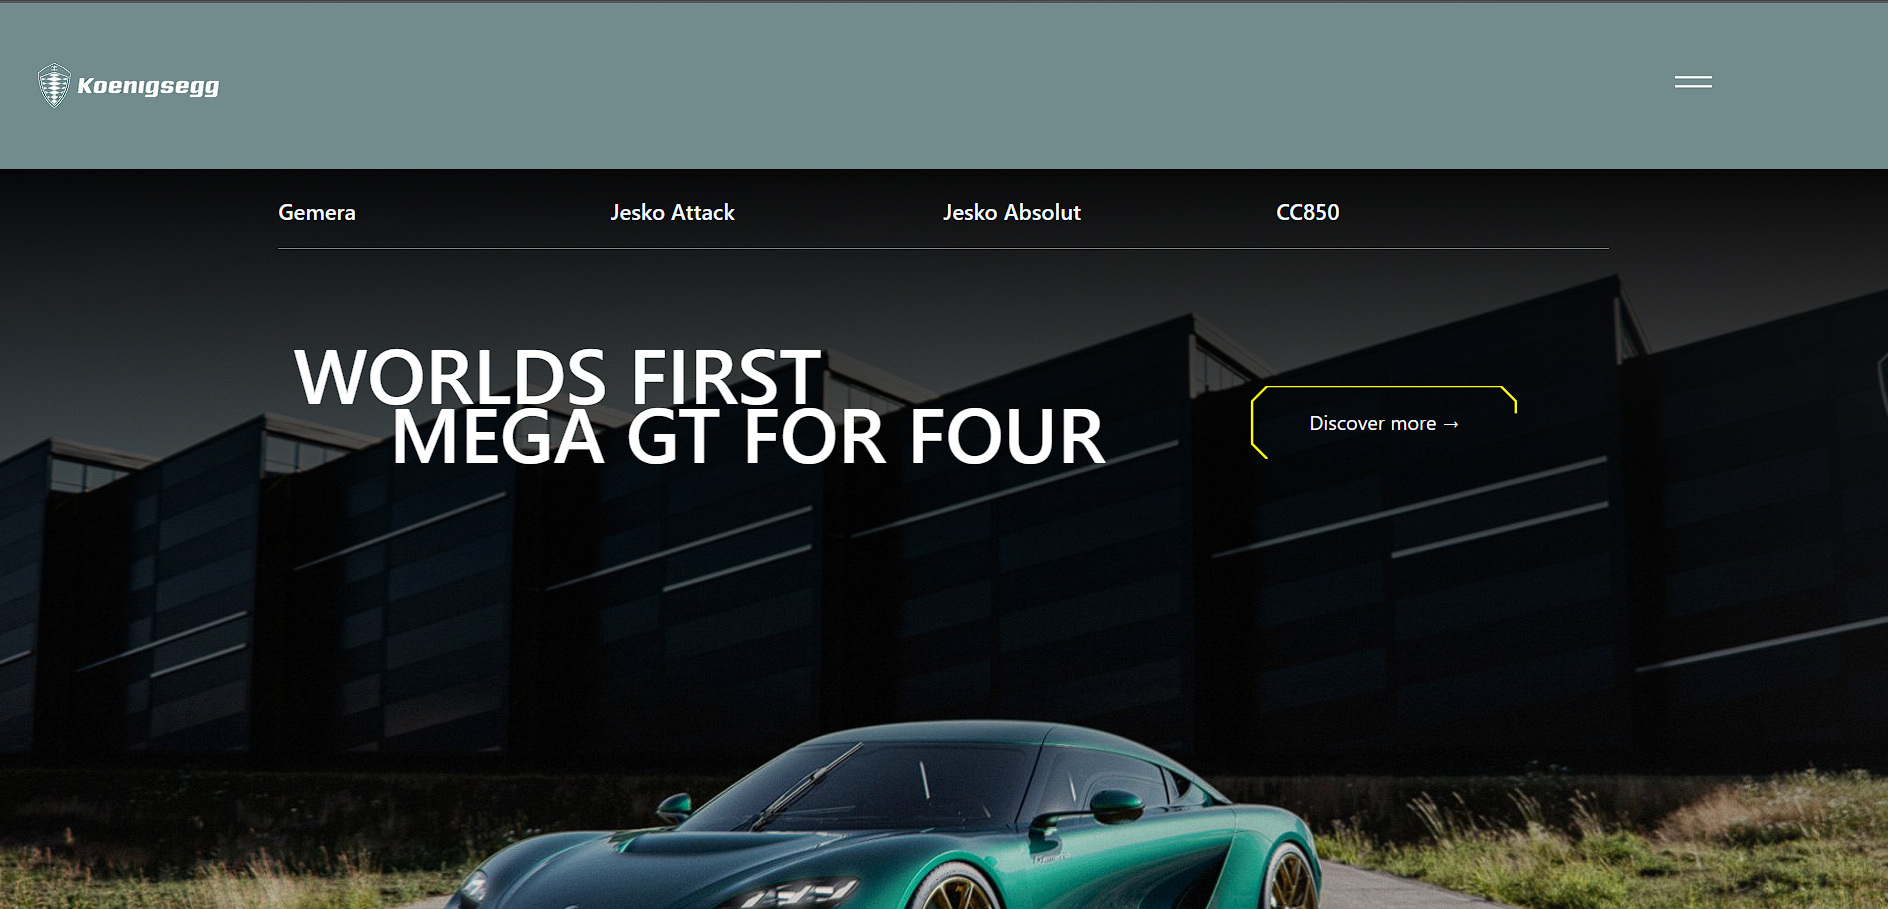 Koenigsegg
Gemera Jesko Attack Jesko Absolut CC850
WORLDS FIRST
MEGA GT FOR FOUR
Discover more →